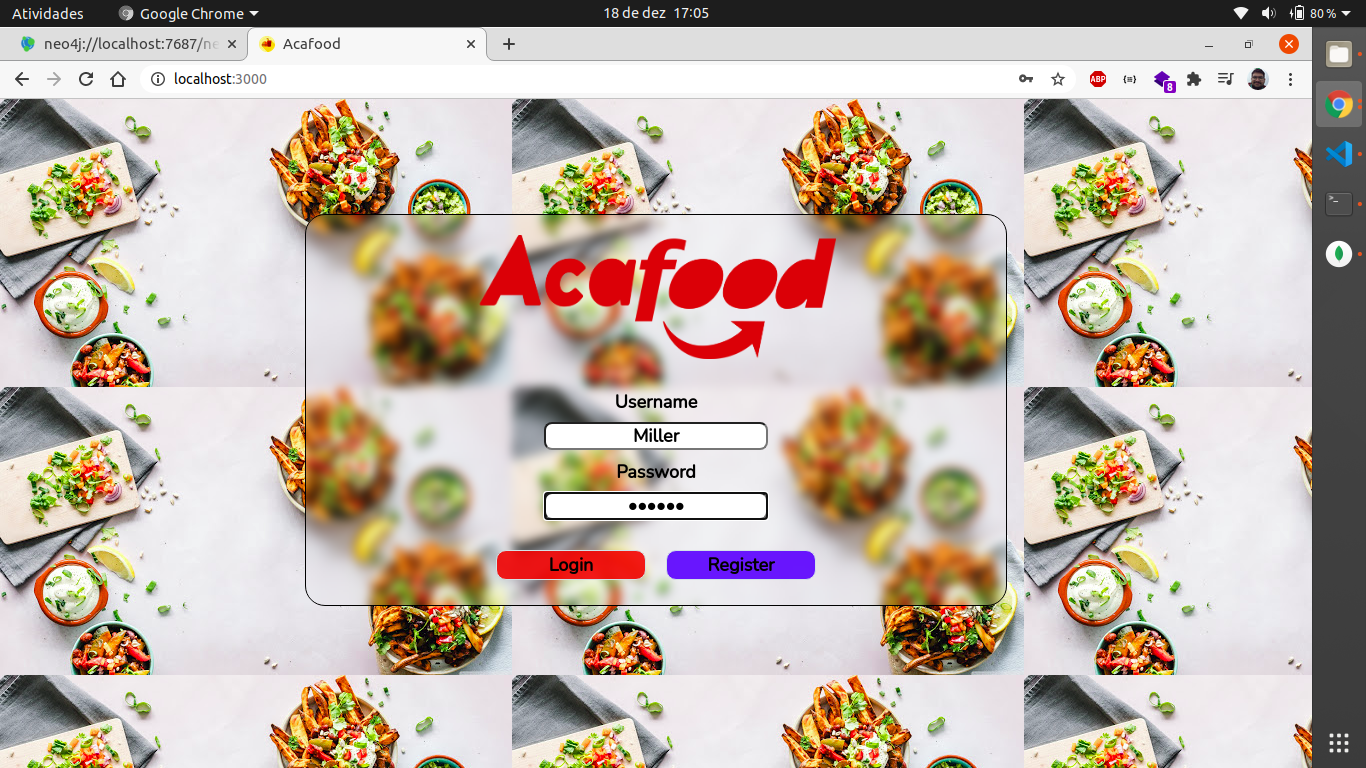 Atividades Google Chrome 18 de dez 17:05 80 %
neo4j://localhost:7687/ne Acafood
localhost:3000 ABP 8
Acafood
Username
Miller
Password
••••••
Login Register